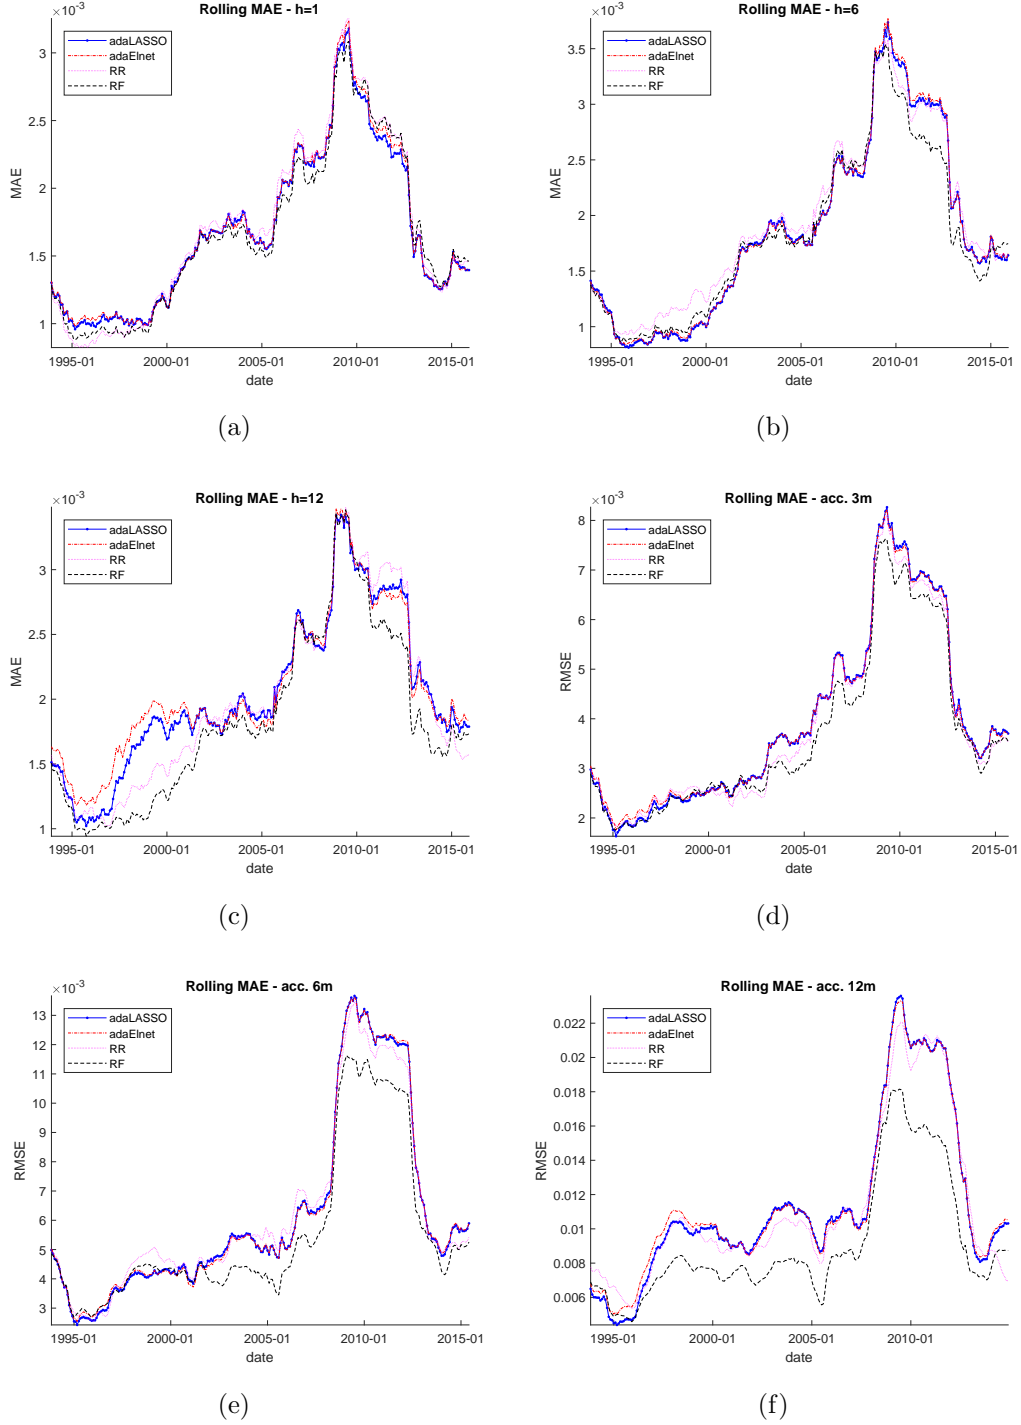 ×10^-3
Rolling MAE - h=1
adaLASSO
adaElnet
RR
RF
3
2.5
2
1.5
1
MAE
1995-01 2000-01 2005-01 2010-01 2015-01
date
(a)
×10^-3
Rolling MAE - h=6
adaLASSO
adaElnet
RR
RF
3.5
3
2.5
2
1.5
1
MAE
1995-01 2000-01 2005-01 2010-01 2015-01
date
(b)
×10^-3
Rolling MAE - h=12
adaLASSO
adaElnet
RR
RF
3
2.5
2
1.5
1
MAE
1995-01 2000-01 2005-01 2010-01 2015-01
date
(c)
×10^-3
Rolling MAE - acc. 3m
adaLASSO
adaElnet
RR
RF
8
7
6
5
4
3
2
RMSE
1995-01 2000-01 2005-01 2010-01 2015-01
date
(d)
×10^-3
Rolling MAE - acc. 6m
adaLASSO
adaElnet
RR
RF
13
12
11
10
9
8
7
6
5
4
3
RMSE
1995-01 2000-01 2005-01 2010-01 2015-01
date
(e)
Rolling MAE - acc. 12m
adaLASSO
adaElnet
RR
RF
0.022
0.02
0.018
0.016
0.014
0.012
0.01
0.008
0.006
RMSE
1995-01 2000-01 2005-01 2010-01
date
(f)